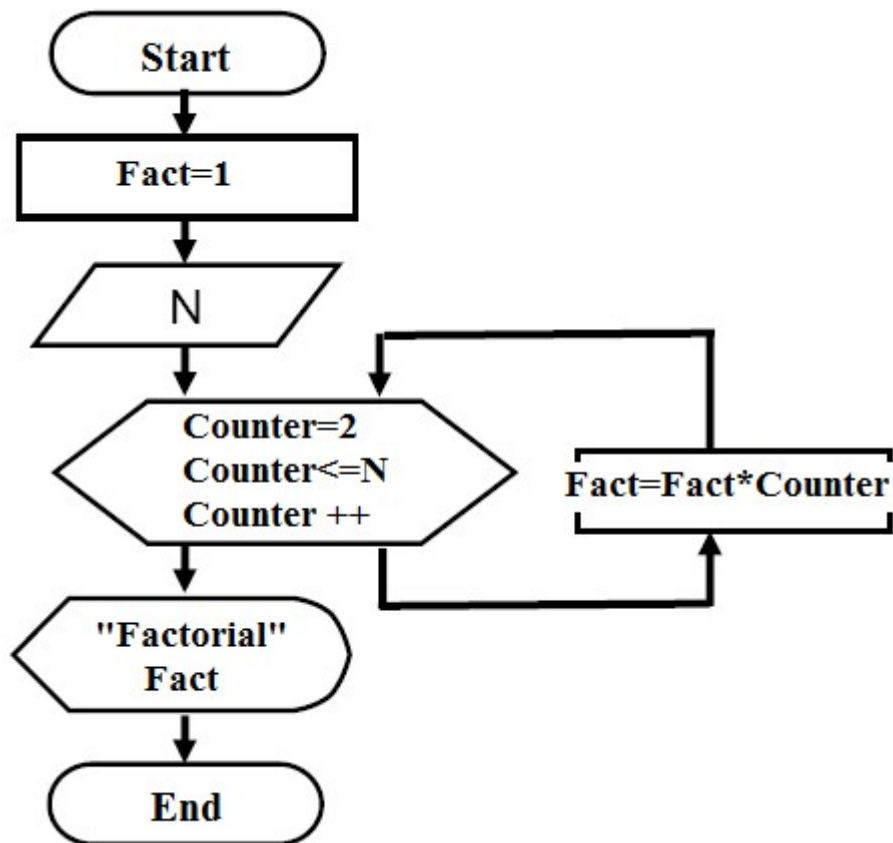 Start
Fact=1
N
Counter=2
Counter<=N
Counter ++
Fact=Fact*Counter
"Factorial"
Fact
End